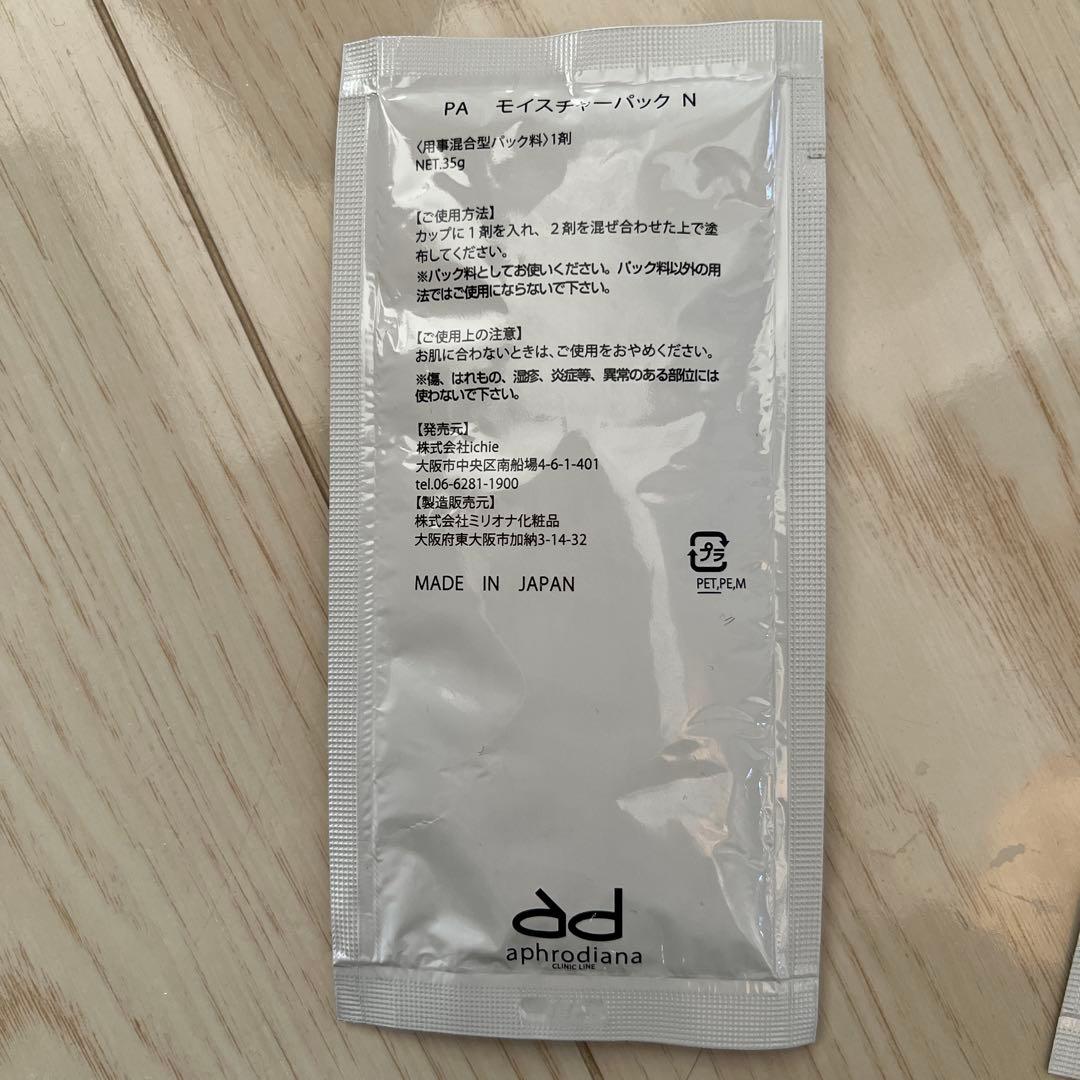 PA モイスチャーパック N
〈用事混合型パック料〉1剤
NET.35g
【ご使用方法】
カップに1剤を入れ、2剤を混ぜ合わせた上で塗
布してください。
※パック料としてお使いください。パック料以外の用
法ではご使用にならないで下さい。
【ご使用上の注意】
お肌に合わないときは、ご使用をおやめください。
※傷、はれもの、湿疹、炎症等、異常のある部位には
使わないで下さい。
【発売元】
株式会社ichie
大阪市中央区南船場4-6-1-401
tel.06-6281-1900
【製造販売元】
株式会社ミリオナ化粧品
大阪府東大阪市加納3-14-32
プラ
MADE IN JAPAN
PET,PE,M
àd
aphrodiana
CLINIC LINE